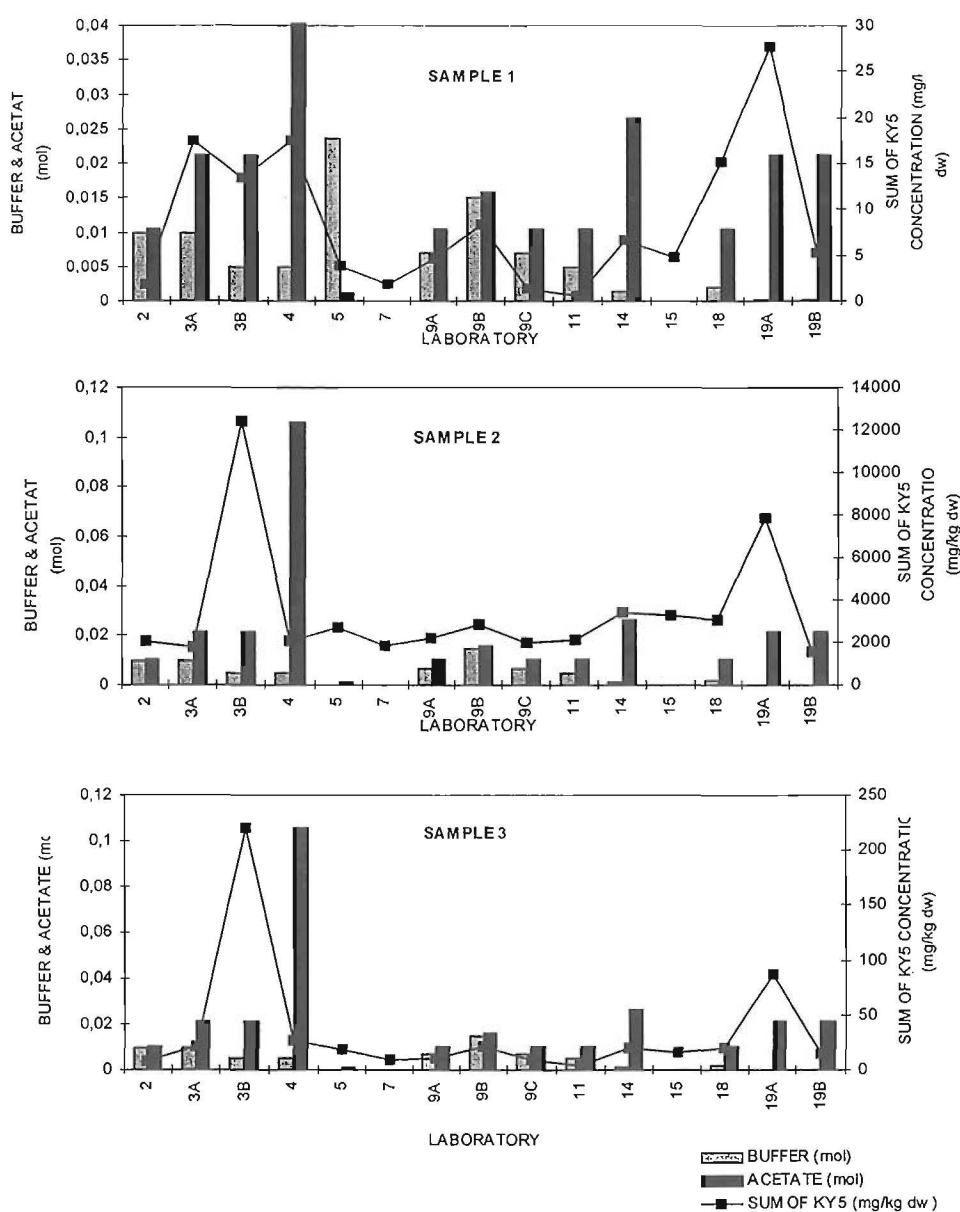 SAMPLE 1
BUFFER & ACETAT
(mol)
0,04
0,035
0,03
0,025
0,02
0,015
0,01
0,005
0
30
25
20
15
10
5
0
SUM OF KY5
CONCENTRATION (mg/
dw)
2 3A 3B 4 5 7 9A 9B 9C 11 14 15 18 19A 19B
LABORATORY
SAMPLE 2
BUFFER & ACETAT
(mol)
0,12
0,1
0,08
0,06
0,04
0,02
0
14000
12000
10000
8000
6000
4000
2000
0
SUM OF KY5
CONCENTRATIO
(mg/kg dw)
2 3A 3B 4 5 7 9A 9B 9C 11 14 15 18 19A 19B
LABORATORY
SAMPLE 3
BUFFER & ACETATE (mo
0,12
0,1
0,08
0,06
0,04
0,02
0
250
200
150
100
50
0
SUM OF KY5 CONCENTRATIO
(mg/kg dw)
2 3A 3B 4 5 7 9A 9B 9C 11 14 15 18 19A 19B
LABORATORY
BUFFER (mol)
ACETATE (mol)
SUM OF KY5 (mg/kg dw )